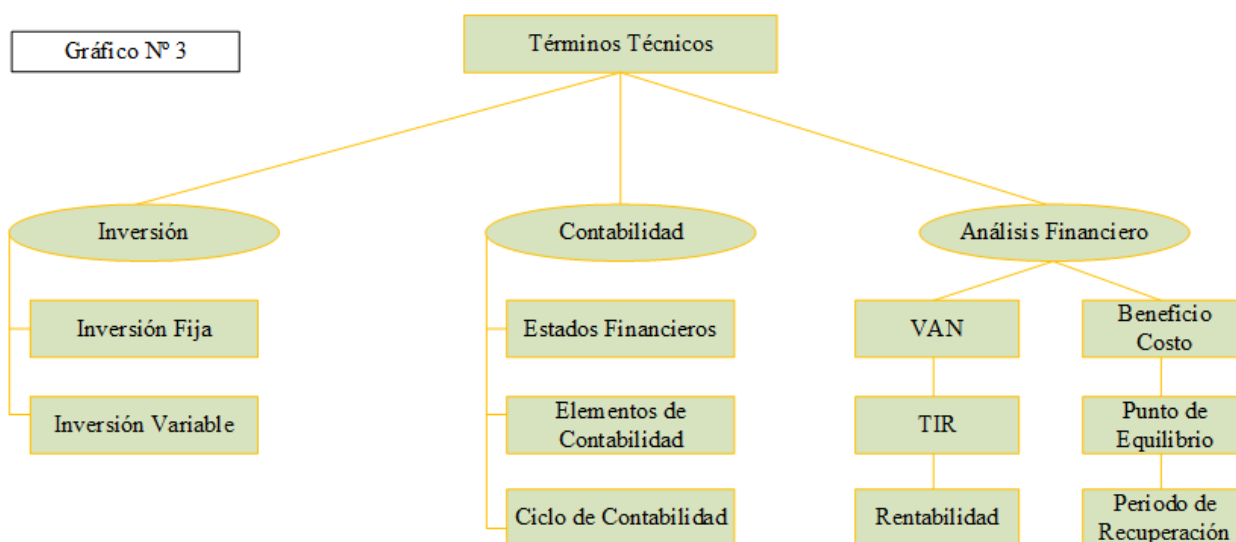 Gráfico Nº 3
Términos Técnicos
Inversión
Contabilidad
Análisis Financiero
Inversión Fija
Estados Financieros
VAN
Beneficio
Costo
Inversión Variable
Elementos de
Contabilidad
TIR
Punto de
Equilibrio
Ciclo de Contabilidad
Rentabilidad
Periodo de
Recuperación